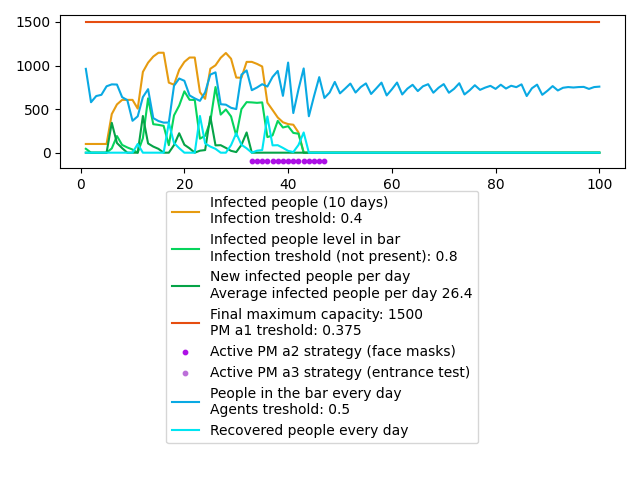 1500
1000
500
0
0 20 40 60 80 100
Infected people (10 days)
Infection treshold: 0.4
Infected people level in bar
Infection treshold (not present): 0.8
New infected people per day
Average infected people per day 26.4
Final maximum capacity: 1500
PM a1 treshold: 0.375
Active PM a2 strategy (face masks)
Active PM a3 strategy (entrance test)
People in the bar every day
Agents treshold: 0.5
Recovered people every day